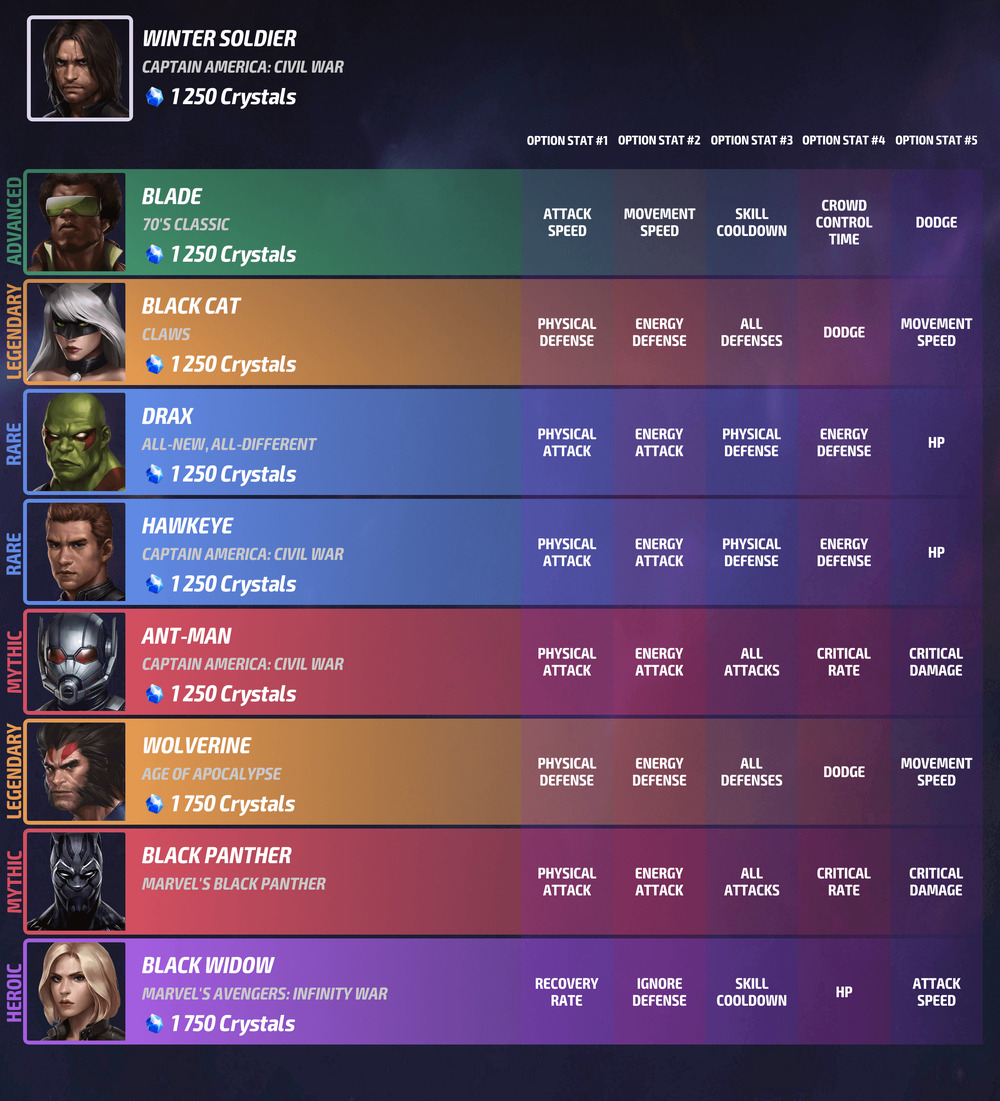 WINTER SOLDIER
CAPTAIN AMERICA: CIVIL WAR
1 250 Crystals
OPTION STAT #1 OPTION STAT #2 OPTION STAT #3 OPTION STAT #4 OPTION STAT #5
ADVANCED
BLADE
70'S CLASSIC
1 250 Crystals
ATTACK
SPEED
MOVEMENT
SPEED
SKILL
COOLDOWN
CROWD
CONTROL
TIME
DODGE
LEGENDARY
BLACK CAT
CLAWS
1 250 Crystals
PHYSICAL
DEFENSE
ENERGY
DEFENSE
ALL
DEFENSES
DODGE
MOVEMENT
SPEED
RARE
DRAX
ALL-NEW, ALL-DIFFERENT
1 250 Crystals
PHYSICAL
ATTACK
ENERGY
ATTACK
PHYSICAL
DEFENSE
ENERGY
DEFENSE
HP
RARE
HAWKEYE
CAPTAIN AMERICA: CIVIL WAR
1 250 Crystals
PHYSICAL
ATTACK
ENERGY
ATTACK
PHYSICAL
DEFENSE
ENERGY
DEFENSE
HP
MYTHIC
ANT-MAN
CAPTAIN AMERICA: CIVIL WAR
1 250 Crystals
PHYSICAL
ATTACK
ENERGY
ATTACK
ALL
ATTACKS
CRITICAL
RATE
CRITICAL
DAMAGE
LEGENDARY
WOLVERINE
AGE OF APOCALYPSE
1 750 Crystals
PHYSICAL
DEFENSE
ENERGY
DEFENSE
ALL
DEFENSES
DODGE
MOVEMENT
SPEED
MYTHIC
BLACK PANTHER
MARVEL'S BLACK PANTHER
PHYSICAL
ATTACK
ENERGY
ATTACK
ALL
ATTACKS
CRITICAL
RATE
CRITICAL
DAMAGE
HEROIC
BLACK WIDOW
MARVEL'S AVENGERS: INFINITY WAR
1 750 Crystals
RECOVERY
RATE
IGNORE
DEFENSE
SKILL
COOLDOWN
HP
ATTACK
SPEED